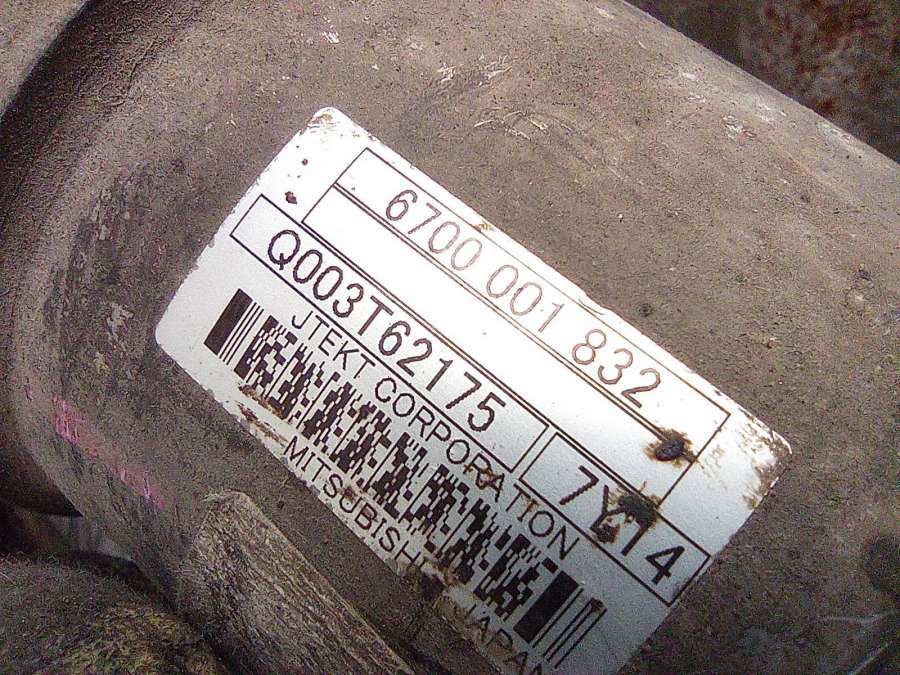 6700 001 832
Q003T62175 7Y14
JTEKT CORPORATION
MITSUBISHI JAPAN